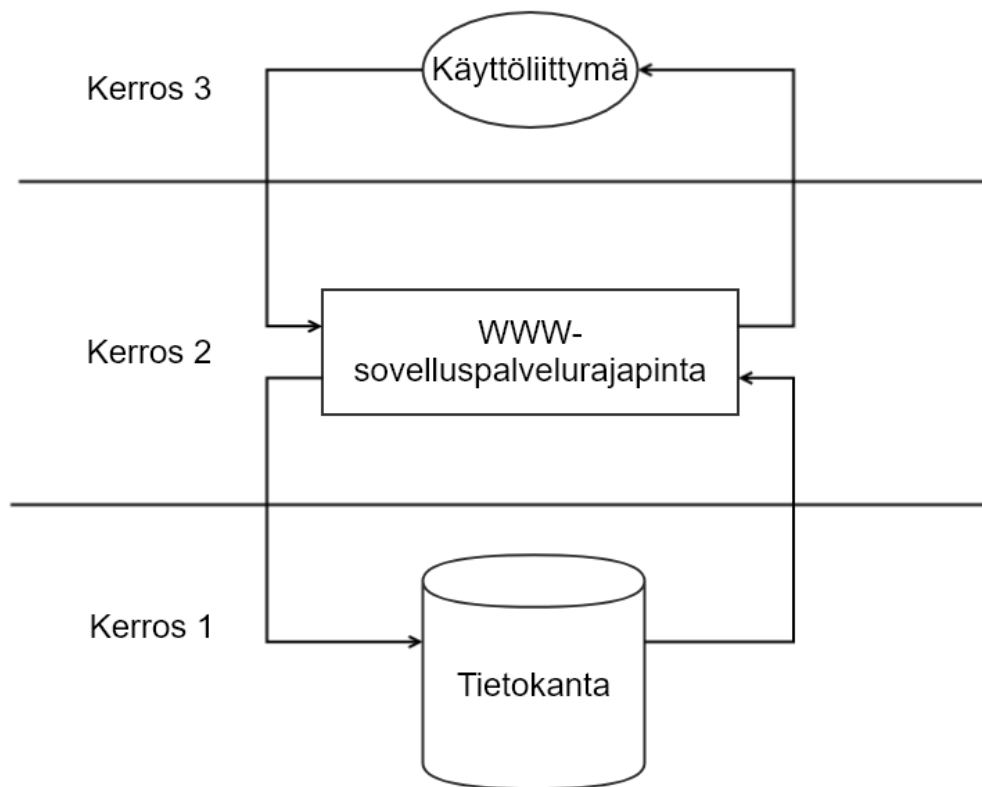 Käyttöliittymä
Kerros 3
WWW-
sovelluspalvelurajapinta
Kerros 2
Kerros 1
Tietokanta